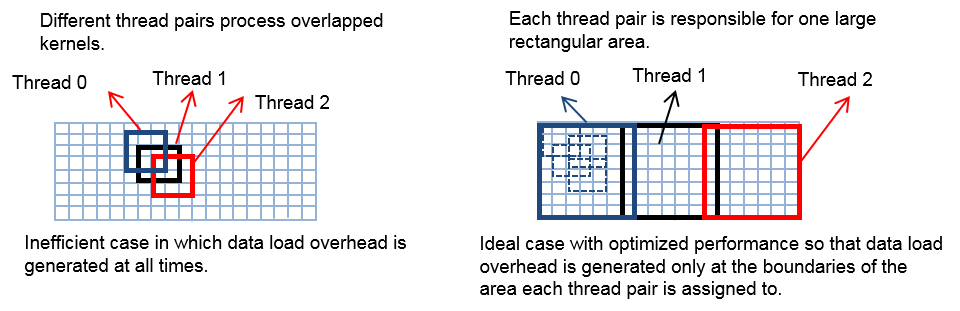 Different thread pairs process overlapped
kernels.
Thread 0
Thread 1
Thread 2
Inefficient case in which data load overhead is
generated at all times.
Each thread pair is responsible for one large
rectangular area.
Thread 0
Thread 1
Thread 2
Ideal case with optimized performance so that data load
overhead is generated only at the boundaries of the
area each thread pair is assigned to.